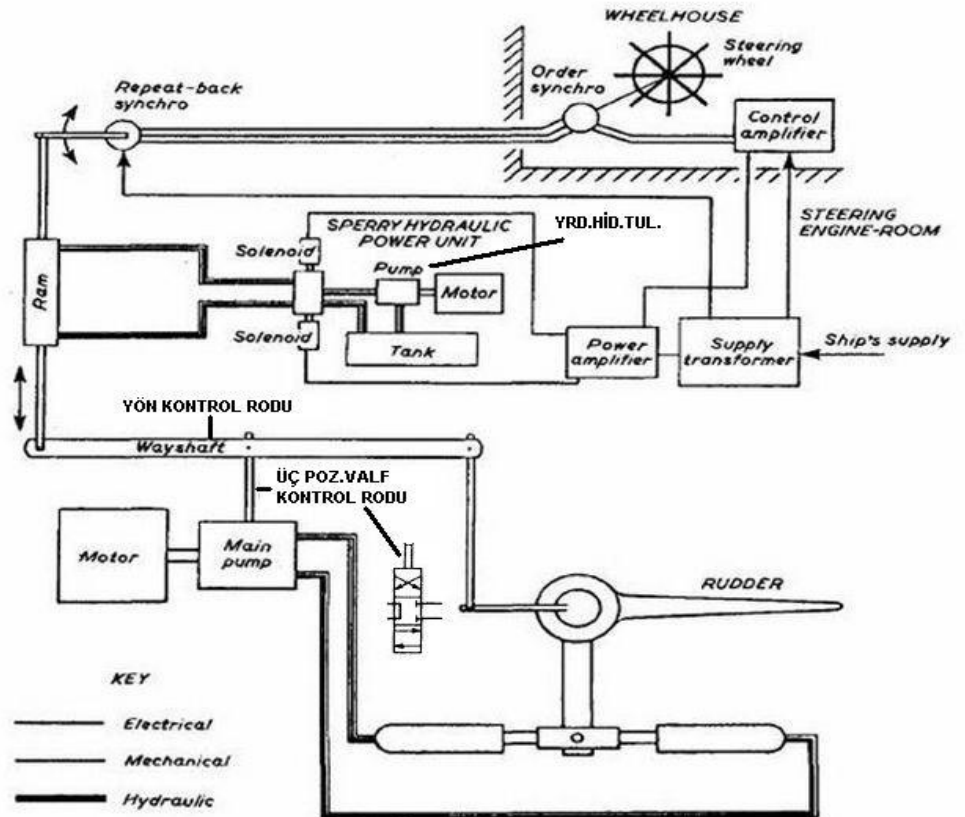 WHEELHOUSE
Steering
wheel
Order
synchro
Repeat-back
synchro
Control
amplifier
STEERING
ENGINE-ROOM
SPERRY HYDRAULIC
POWER UNIT
YRD.HİD.TUL.
Solenoid
Pump
Motor
Ram
Solenoid
Tank
Power
amplifier
Supply
transformer
Ship's supply
YÖN KONTROL RODU
Wayshaft
ÜÇ POZ.VALF
KONTROL RODU
Motor
Main
pump
RUDDER
KEY
Electrical
Mechanical
Hydraulic